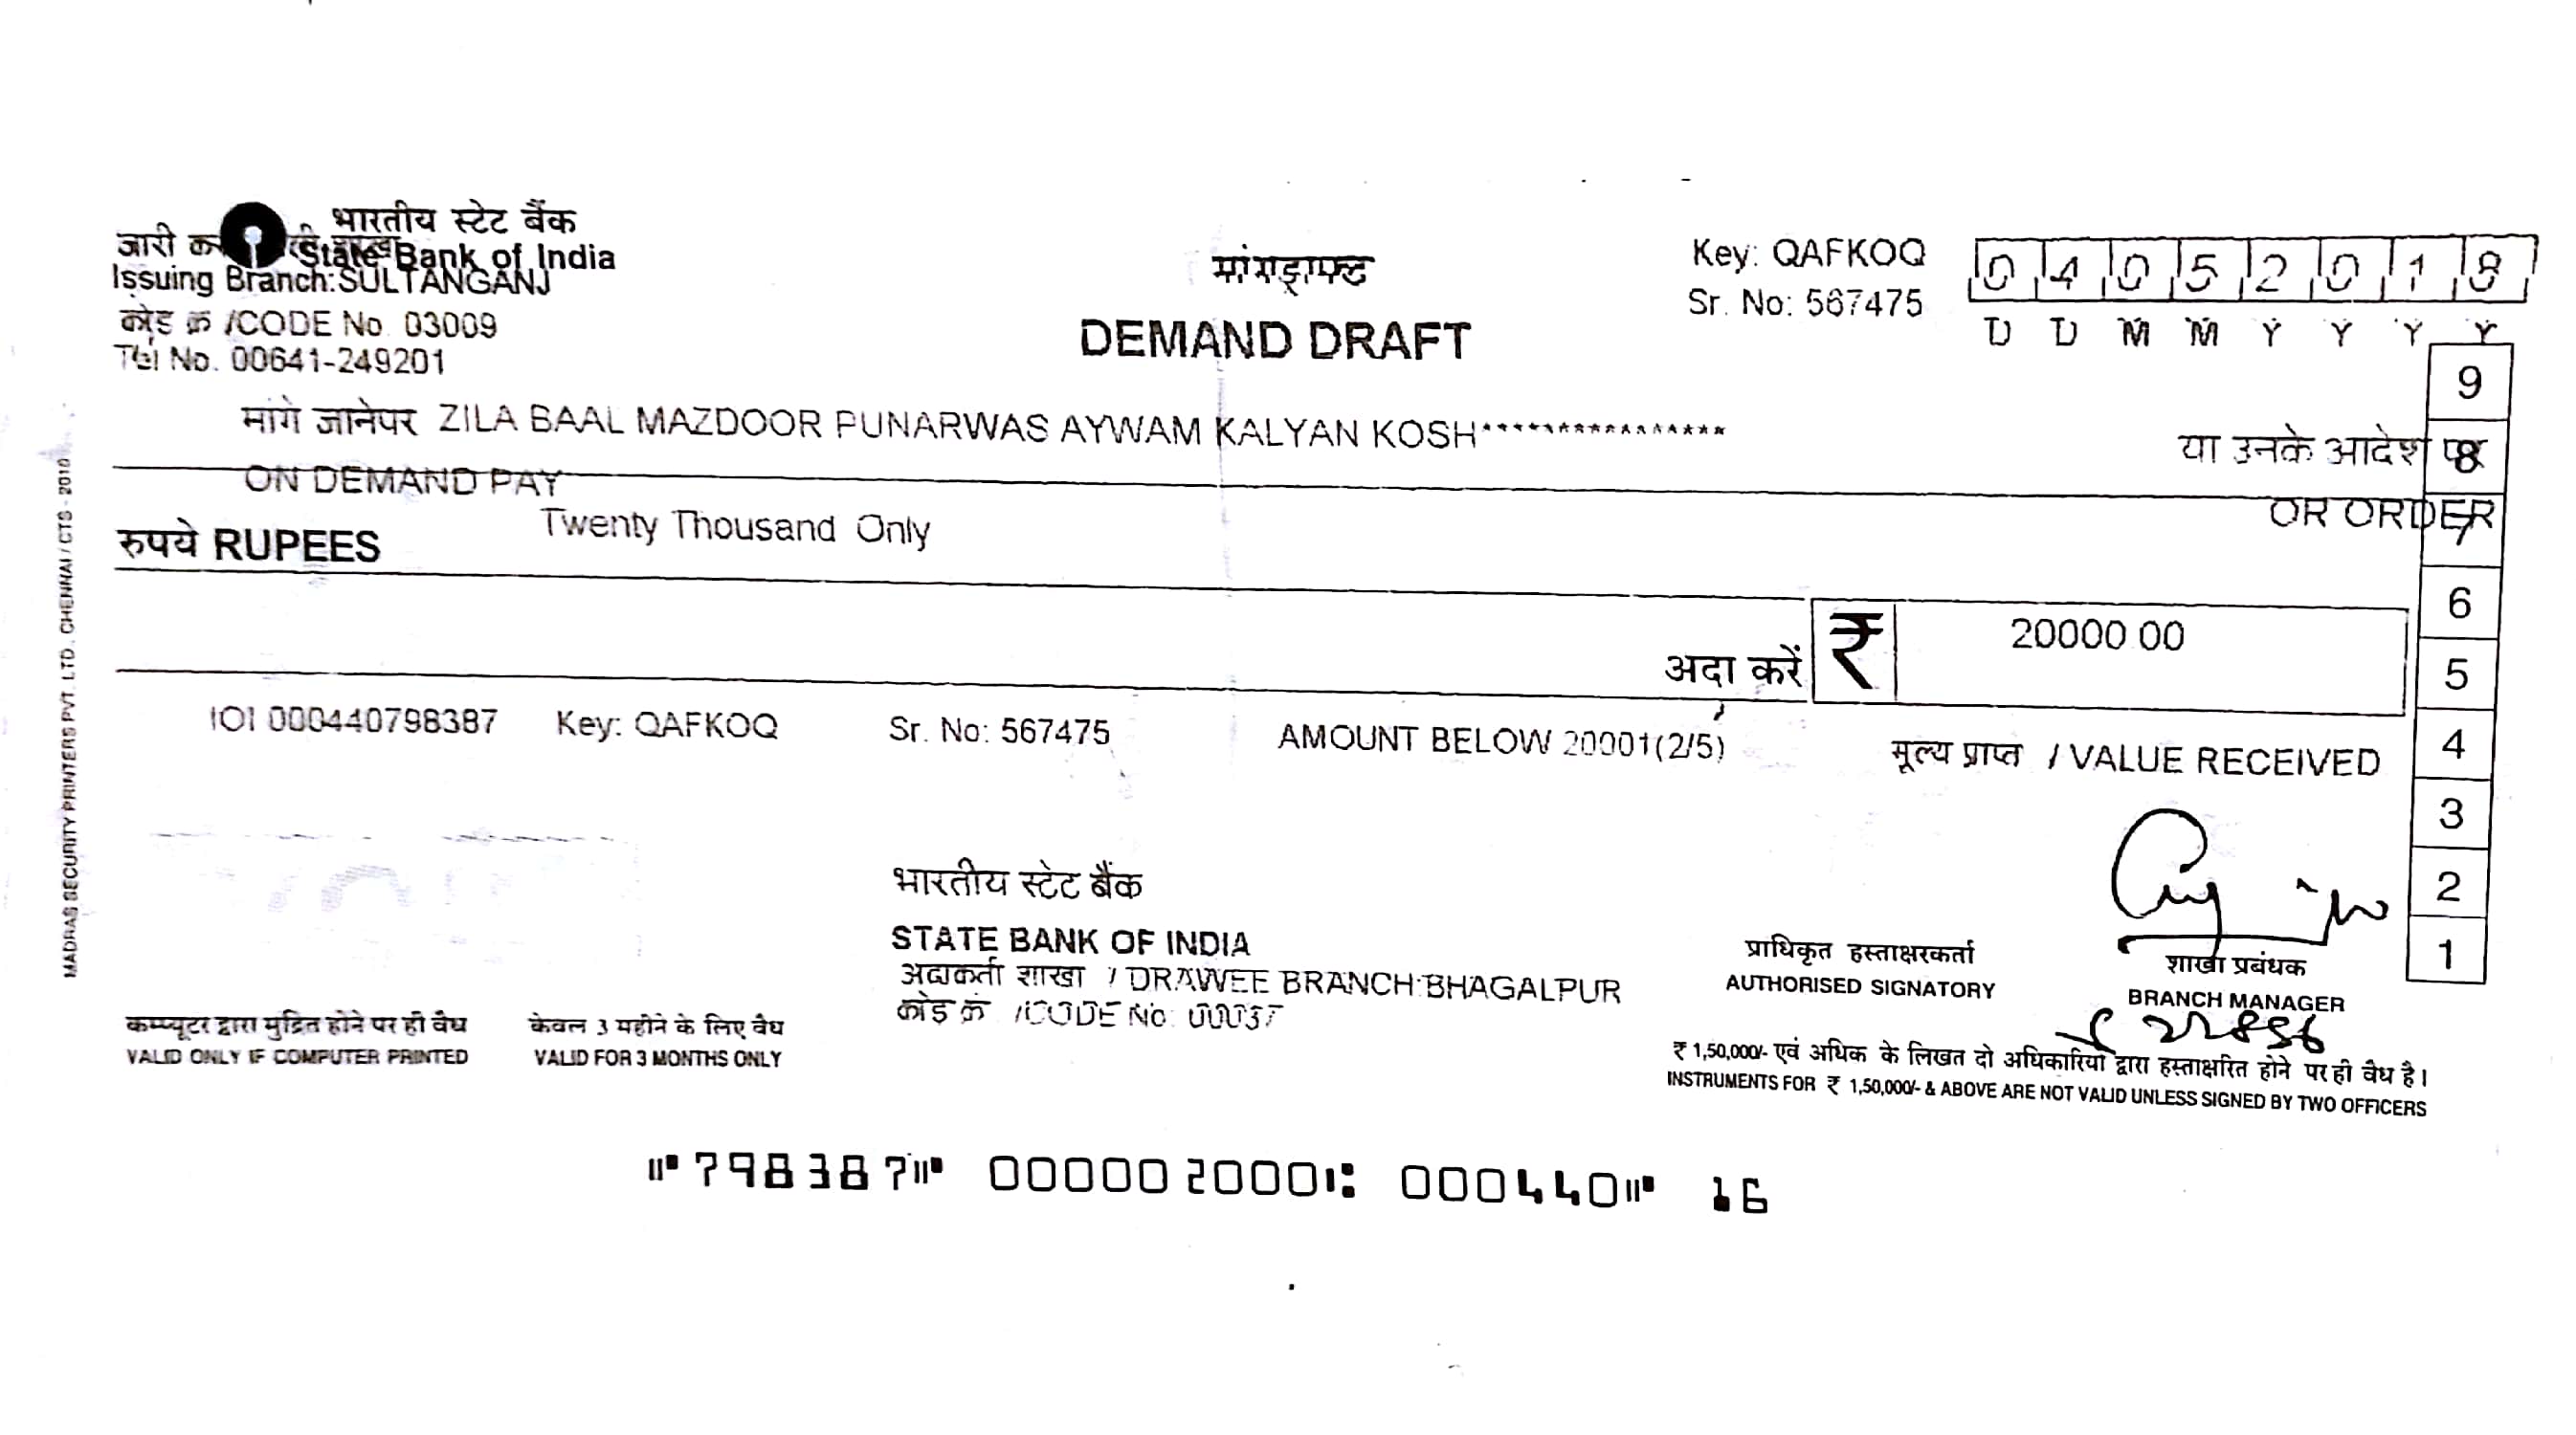 भारतीय स्टेट बैंक
State Bank of India
जारी
Issuing Branch:SULTANGANJ
कोड क्र /CODE No. 03009
Tel No. 00641-249201
मांगड्राफ्ट
DEMAND DRAFT
Key: QAFKOQ
Sr. No: 567475
0 4 0 5 2 0 1 8
D D M M Y Y Y Y
मांगे जानेपर ZILA BAAL MAZDOOR PUNARWAS AYWAM KALYAN KOSH****************
या उनके आदेश पर
ON DEMAND PAY
OR ORDER
रुपये RUPEES Twenty Thousand Only
अदा करें ₹ 20000.00
IOI 000440798387 Key: QAFKOQ Sr. No: 567475 AMOUNT BELOW 20001(2/5)
मूल्य प्राप्त / VALUE RECEIVED
9
8
7
6
5
4
3
2
1
भारतीय स्टेट बैंक
STATE BANK OF INDIA
अदाकर्ता शाखा / DRAWEE BRANCH:BHAGALPUR
कोड क्रं /CODE No: 00037
प्राधिकृत हस्ताक्षरकर्ता
AUTHORISED SIGNATORY
शाखा प्रबंधक
BRANCH MANAGER
कम्प्यूटर द्वारा मुद्रित होने पर ही वैध
VALID ONLY IF COMPUTER PRINTED
केवल 3 महीने के लिए वैध
VALID FOR 3 MONTHS ONLY
₹ 1,50,000/- एवं अधिक के लिखत दो अधिकारियों द्वारा हस्ताक्षरित होने पर ही वैध है।
INSTRUMENTS FOR ₹ 1,50,000/- & ABOVE ARE NOT VALID UNLESS SIGNED BY TWO OFFICERS
⑈798387⑈ 000002000⑆ 000440⑈ 16
MADRAS SECURITY PRINTERS PVT. LTD. CHENNAI / CTS - 2010